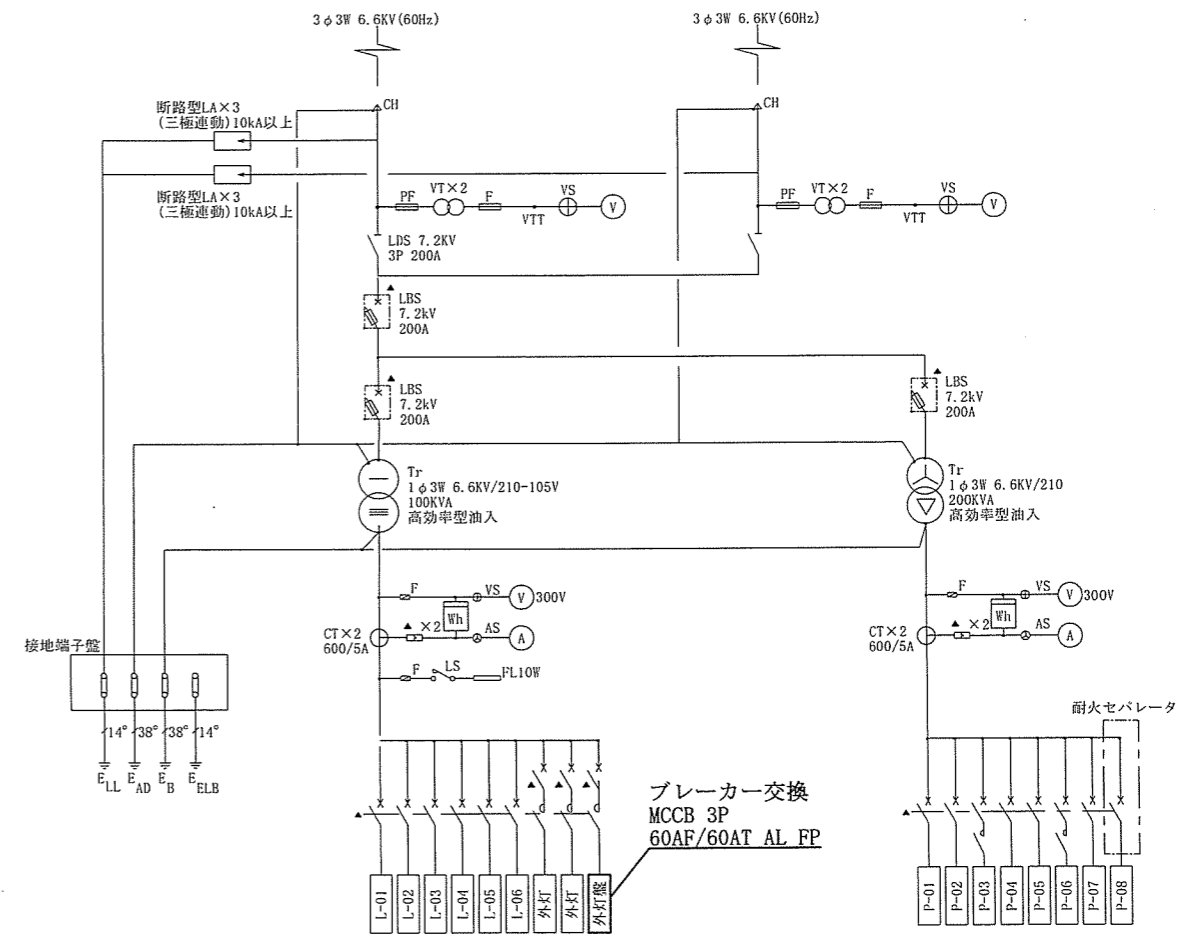 3φ3W 6.6KV(60Hz)
3φ3W 6.6KV(60Hz)
CH
CH
断路型LA×3
(三極連動)10kA以上
断路型LA×3
(三極連動)10kA以上
PF
VT×2
F
VTT
VS
V
PF
VT×2
F
VTT
VS
V
LDS 7.2KV
3P 200A
LBS
7.2kV
200A
LBS
7.2kV
200A
LBS
7.2kV
200A
Tr
1φ3W 6.6KV/210-105V
100KVA
高効率型油入
Tr
1φ3W 6.6KV/210
200KVA
高効率型油入
F
VS
V
300V
Wh
CT×2
600/5A
×2
AS
A
F
LS
FL10W
F
VS
V
300V
Wh
CT×2
600/5A
×2
AS
A
接地端子盤
14°
38°
38°
14°
ELL
EAD
EB
EELB
耐火セパレータ
ブレーカー交換
MCCB 3P
60AF/60AT AL FP
L-01
L-02
L-03
L-04
L-05
L-06
外灯
外灯
外灯盤
P-01
P-02
P-03
P-04
P-05
P-06
P-07
P-08